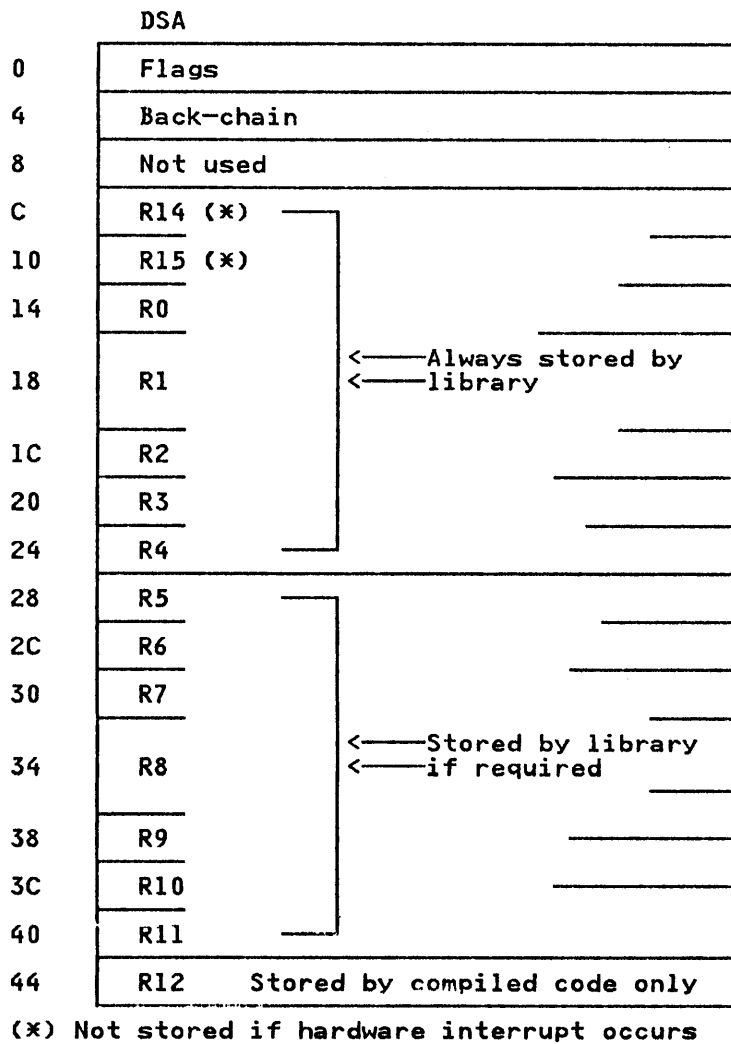 DSA
0 Flags
4 Back-chain
8 Not used
C R14 (*)
10 R15 (*)
14 R0
<——Always stored by
18 R1 <——library
1C R2
20 R3
24 R4
28 R5
2C R6
30 R7
<——Stored by library
34 R8 <——if required
38 R9
3C R10
40 R11
44 R12 Stored by compiled code only
(*) Not stored if hardware interrupt occurs